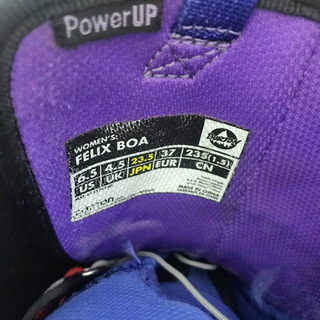 PowerUP
WOMEN'S:
FELIX BOA
6.5 4.5 23.5 37 235(1.5)
US UK JPN EUR CN
MADE IN CHINA